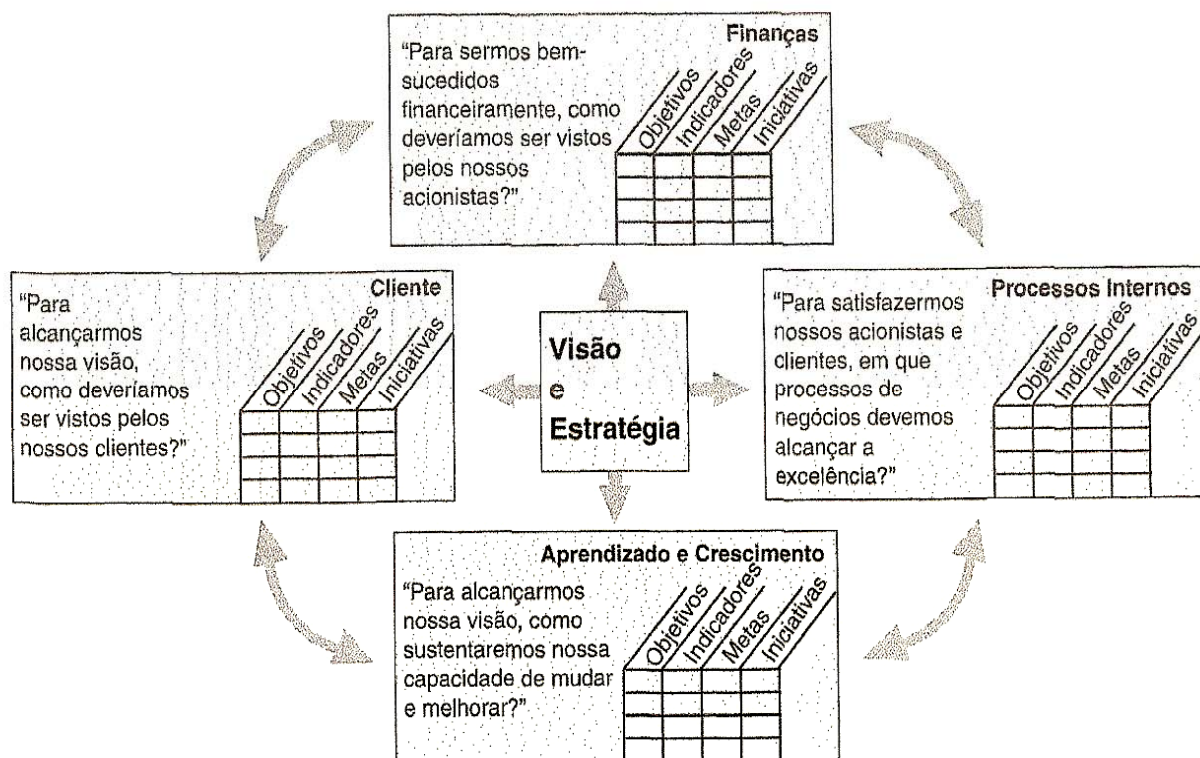 Finanças
"Para sermos bem-
sucedidos
financeiramente, como
deveríamos ser vistos
pelos nossos
acionistas?"
Objetivos
Indicadores
Metas
Iniciativas
Cliente
"Para
alcançarmos
nossa visão,
como deveríamos
ser vistos pelos
nossos clientes?"
Objetivos
Indicadores
Metas
Iniciativas
Visão
e
Estratégia
Processos Internos
"Para satisfazermos
nossos acionistas e
clientes, em que
processos de
negócios devemos
alcançar a
excelência?"
Objetivos
Indicadores
Metas
Iniciativas
Aprendizado e Crescimento
"Para alcançarmos
nossa visão, como
sustentaremos nossa
capacidade de mudar
e melhorar?"
Objetivos
Indicadores
Metas
Iniciativas